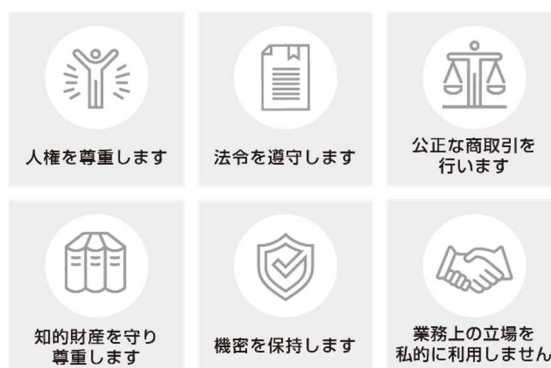 人権を尊重します
法令を遵守します
公正な商取引を
行います
知的財産を守り
尊重します
機密を保持します
業務上の立場を
私的に利用しません